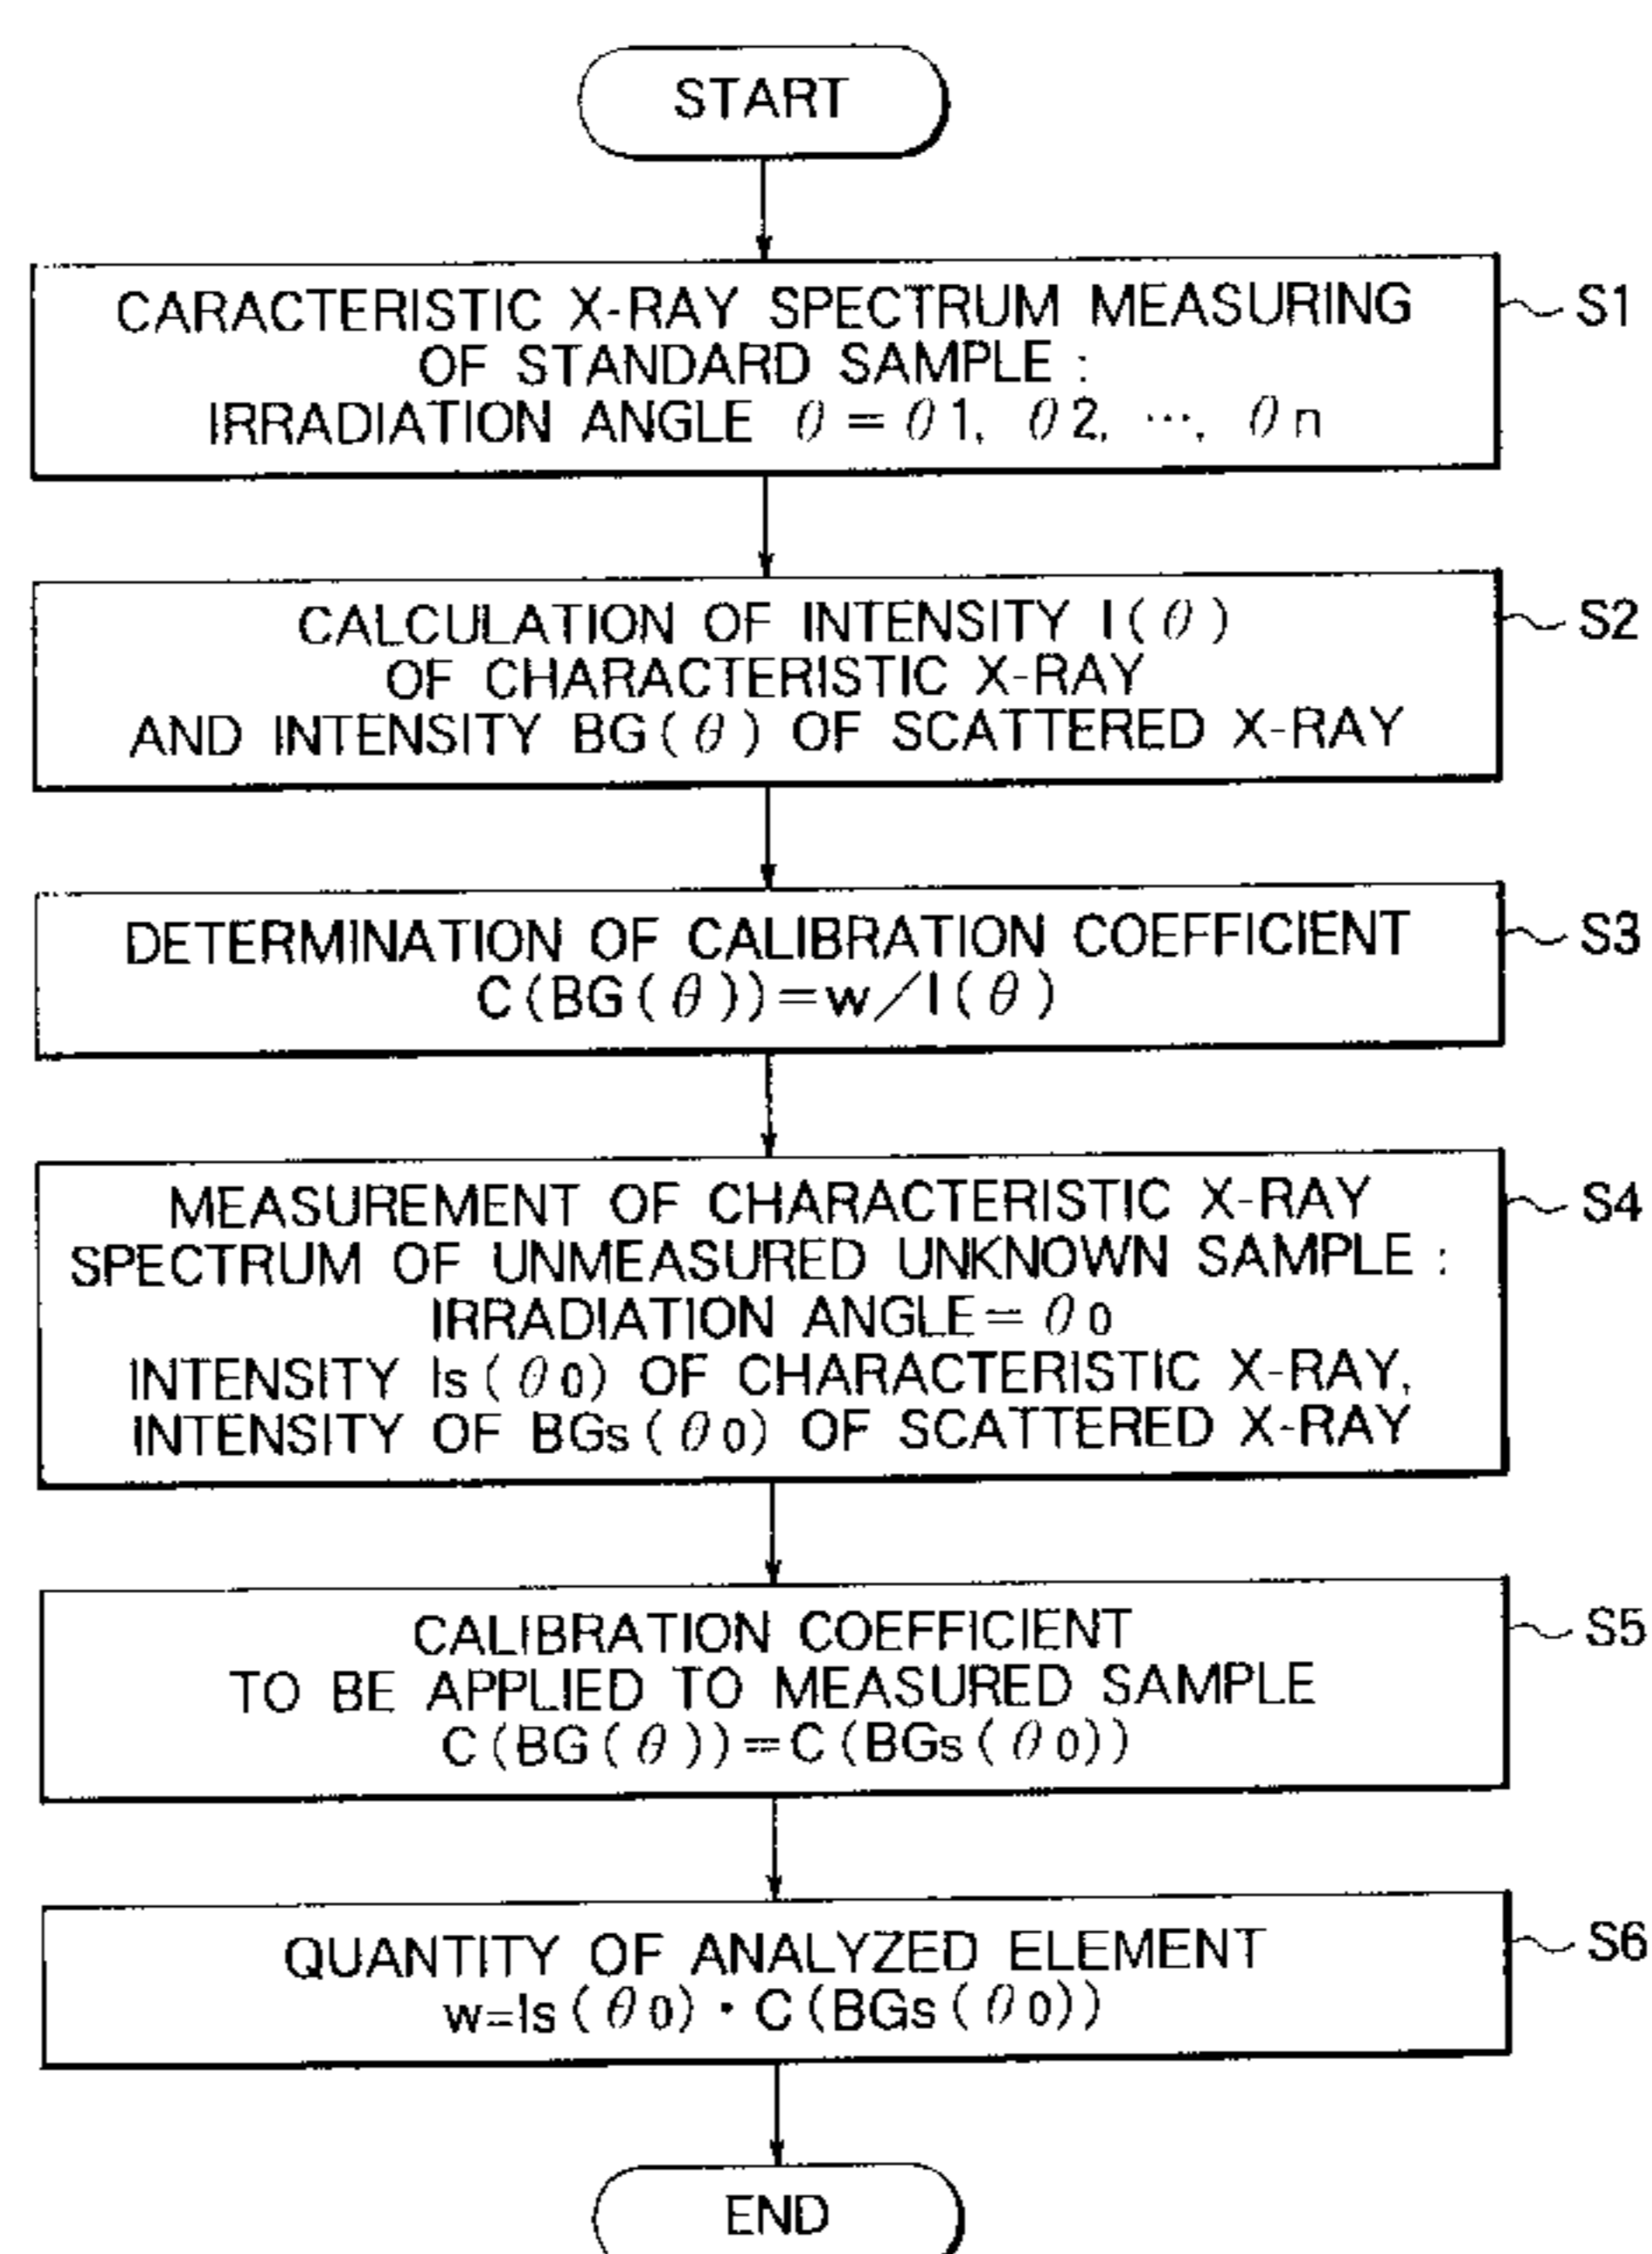 START
CARACTERISTIC X-RAY SPECTRUM MEASURING
OF STANDARD SAMPLE :
IRRADIATION ANGLE θ = θ1, θ2, ···, θn
S1
CALCULATION OF INTENSITY I(θ)
OF CHARACTERISTIC X-RAY
AND INTENSITY BG(θ) OF SCATTERED X-RAY
S2
DETERMINATION OF CALIBRATION COEFFICIENT
C(BG(θ))=w/I(θ)
S3
MEASUREMENT OF CHARACTERISTIC X-RAY
SPECTRUM OF UNMEASURED UNKNOWN SAMPLE :
IRRADIATION ANGLE= θ0
INTENSITY Is(θ0) OF CHARACTERISTIC X-RAY,
INTENSITY OF BGs(θ0) OF SCATTERED X-RAY
S4
CALIBRATION COEFFICIENT
TO BE APPLIED TO MEASURED SAMPLE
C(BG(θ))=C(BGs(θ0))
S5
QUANTITY OF ANALYZED ELEMENT
w=Is(θ0)・C(BGs(θ0))
S6
END